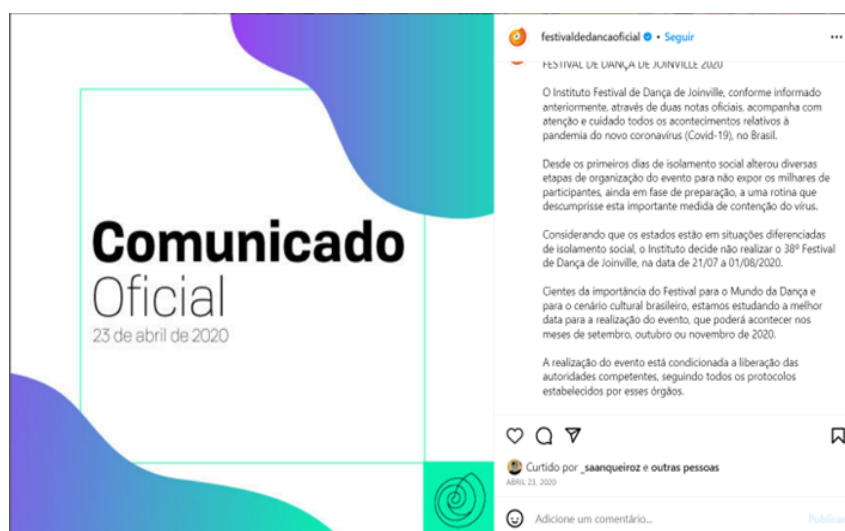 Comunicado
Oficial
23 de abril de 2020
festivaldedancaoficial • Seguir
FESTIVAL DE DANÇA DE JOINVILLE 2020
O Instituto Festival de Dança de Joinville, conforme informado
anteriormente, através de duas notas oficiais, acompanha com
atenção e cuidado todos os acontecimentos relativos à
pandemia do novo coronavírus (Covid-19), no Brasil.
Desde os primeiros dias de isolamento social alterou diversas
etapas de organização do evento para não expor os milhares de
participantes, ainda em fase de preparação, a uma rotina que
descumprisse esta importante medida de contenção do vírus.
Considerando que os estados estão em situações diferenciadas
de isolamento social, o Instituto decide não realizar o 38º Festival
de Dança de Joinville, na data de 21/07 a 01/08/2020.
Cientes da importância do Festival para o Mundo da Dança e
para o cenário cultural brasileiro, estamos estudando a melhor
data para a realização do evento, que poderá acontecer nos
meses de setembro, outubro ou novembro de 2020.
A realização do evento está condicionada a liberação das
autoridades competentes, seguindo todos os protocolos
estabelecidos por esses órgãos.
Curtido por _saanqueiroz e outras pessoas
ABRIL 23, 2020
Adicione um comentário... Publicar